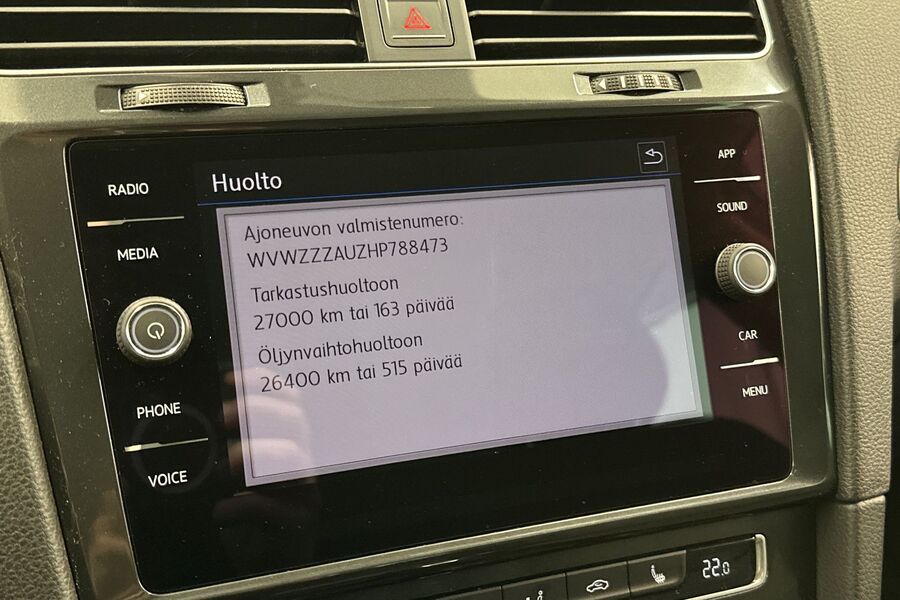 RADIO
MEDIA
PHONE
VOICE
Huolto
Ajoneuvon valmistenumero:
WVWZZZAUZHP788473
Tarkastushuoltoon
27000 km tai 163 päivää
Öljynvaihtohuoltoon
26400 km tai 515 päivää
APP
SOUND
CAR
MENU
22.0